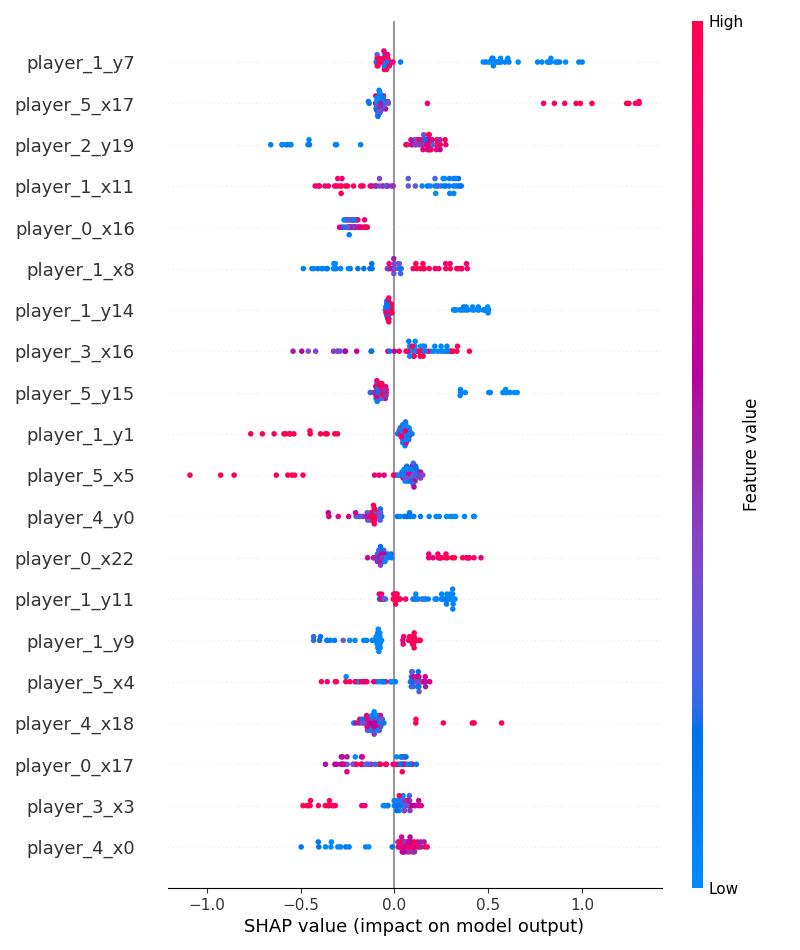 High
player_1_y7
player_5_x17
player_2_y19
player_1_x11
player_0_x16
player_1_x8
player_1_y14
player_3_x16
player_5_y15
player_1_y1
player_5_x5
player_4_y0
player_0_x22
player_1_y11
player_1_y9
player_5_x4
player_4_x18
player_0_x17
player_3_x3
player_4_x0
Feature value
Low
−1.0 −0.5 0.0 0.5 1.0
SHAP value (impact on model output)